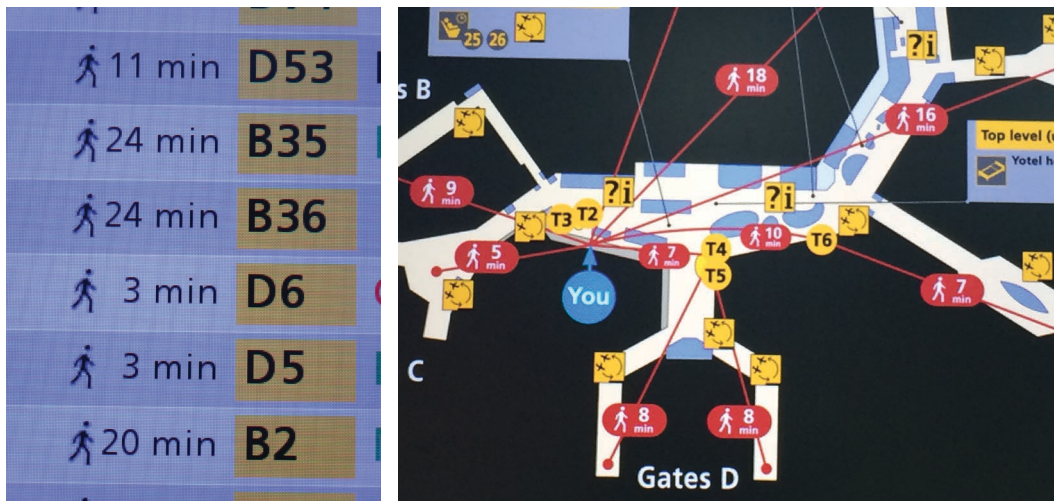 11 min D53
24 min B35
24 min B36
3 min D6
3 min D5
20 min B2
25 26
?i
18 min
16 min
Top level (
Yotel h
s B
9 min
?i
?i
T3 T2
5 min
7 min
T4
10 min
T6
T5
You
7 min
C
8 min
8 min
Gates D